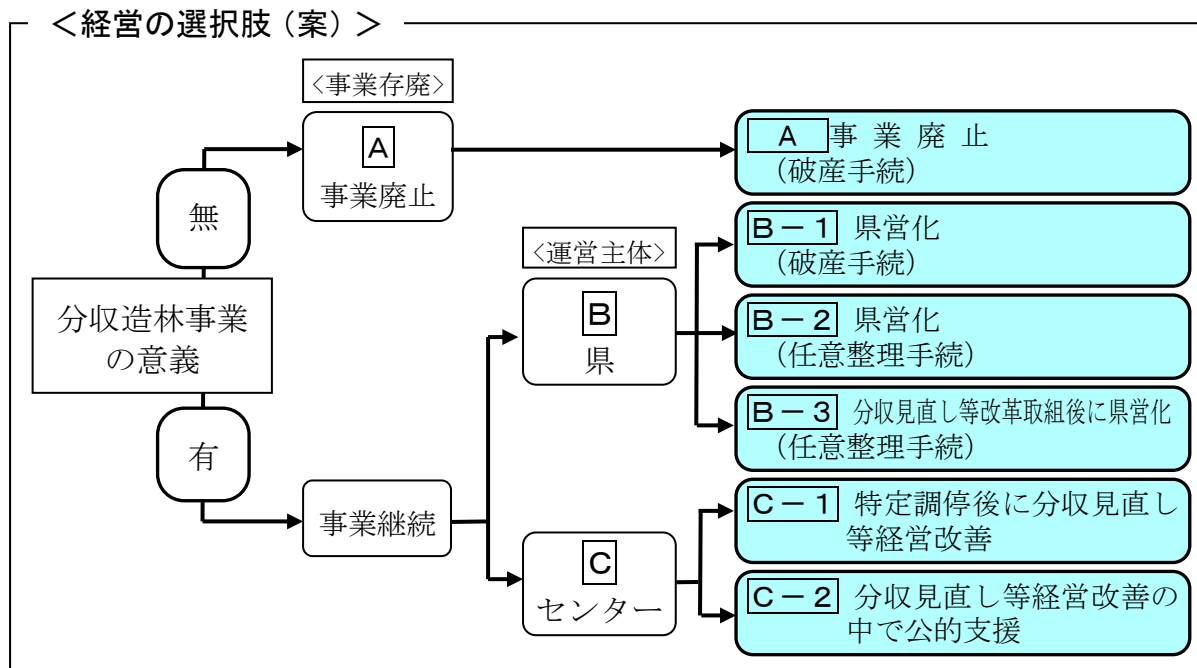 ＜経営の選択肢（案）＞
〈事業存廃〉
A
事業廃止
A 事業廃止
(破産手続)
無
分収造林事業
の意義
有
事業継続
〈運営主体〉
B
県
B－1 県営化
(破産手続)
B－2 県営化
(任意整理手続)
B－3 分収見直し等改革取組後に県営化
(任意整理手続)
C
センター
C－1 特定調停後に分収見直し
等経営改善
C－2 分収見直し等経営改善の
中で公的支援